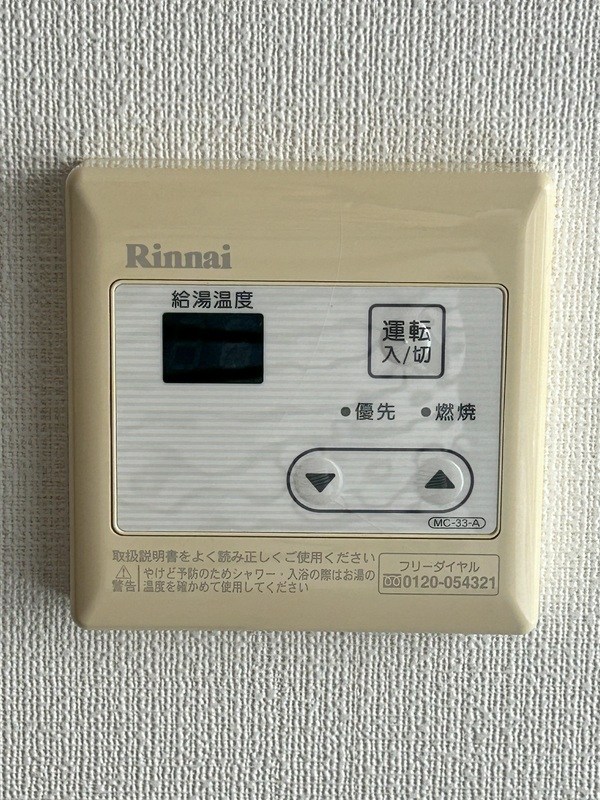 Rinnai
給湯温度
運転
入/切
優先
燃焼
MC-33-A
取扱説明書をよく読み正しくご使用ください
警告
やけど予防のためシャワー・入浴の際はお湯の
温度を確かめて使用してください
フリーダイヤル
0120-054321